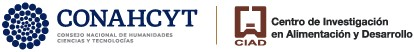 CONAHCYT
CONSEJO NACIONAL DE HUMANIDADES
CIENCIAS Y TECNOLOGÍAS
CIAD
Centro de Investigación
en Alimentación y Desarrollo